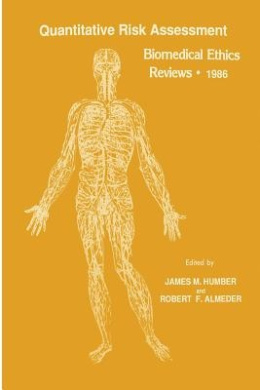 Quantitative Risk Assessment
Biomedical Ethics
Reviews • 1986
Edited by
JAMES M. HUMBER
and
ROBERT F. ALMEDER